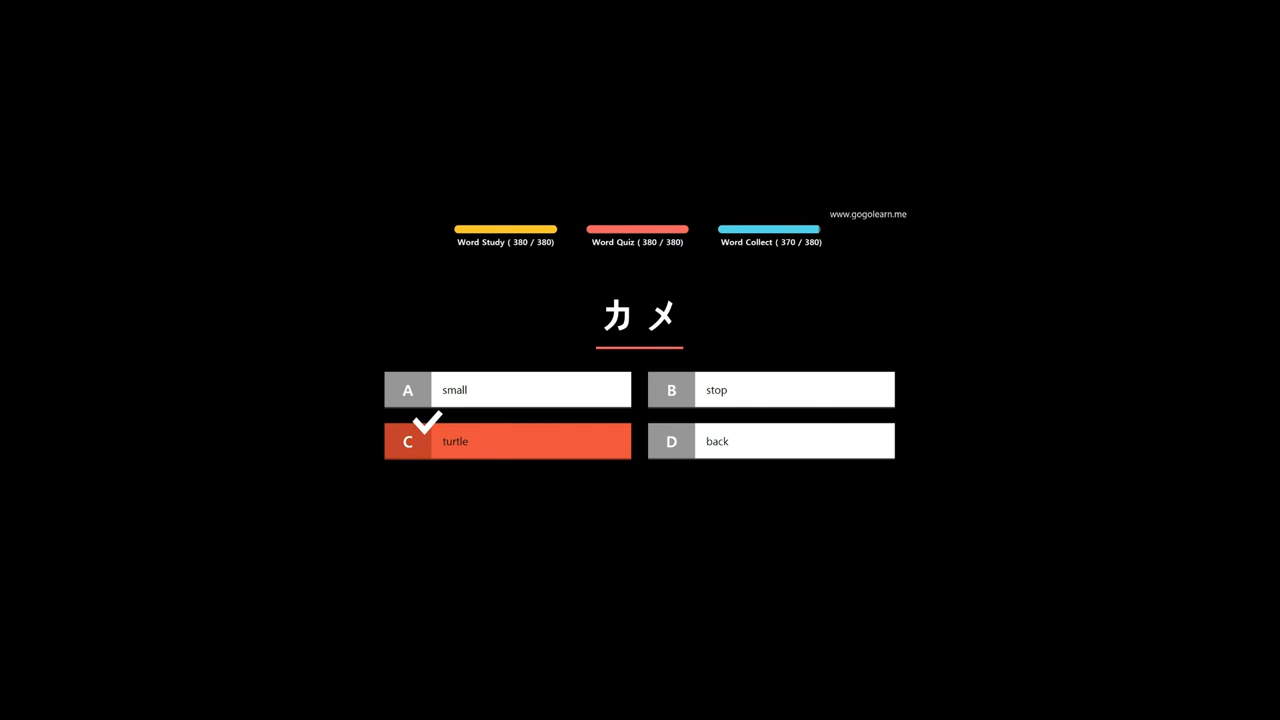 www.gogolearn.me
Word Study ( 380 / 380)
Word Quiz ( 380 / 380)
Word Collect ( 370 / 380)
カメ
A small
B stop
C turtle
D back